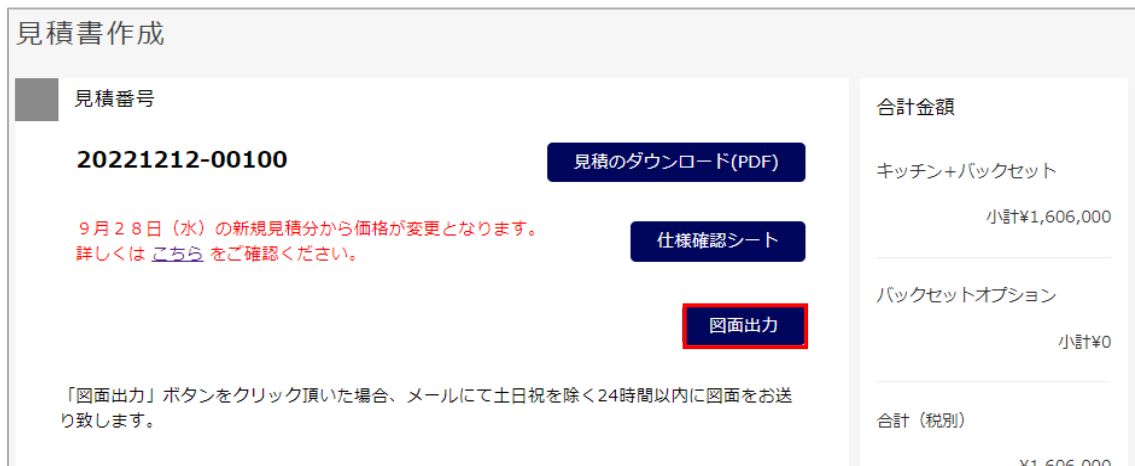 見積書作成
見積番号
20221212-00100
見積のダウンロード(PDF)
９月２８日（水）の新規見積分から価格が変更となります。
詳しくは こちら をご確認ください。
仕様確認シート
図面出力
「図面出力」ボタンをクリック頂いた場合、メールにて土日祝を除く24時間以内に図面をお送
り致します。
合計金額
キッチン+バックセット
小計¥1,606,000
バックセットオプション
小計¥0
合計（税別）
¥1,606,000